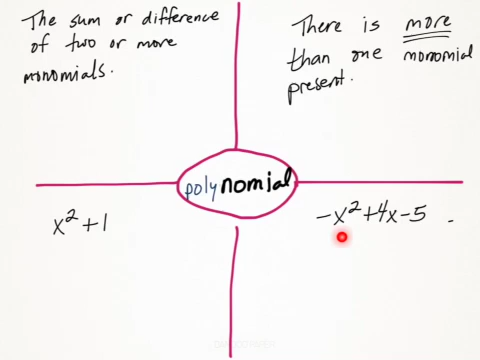 The sum or difference
of two or more
monomials.
There is more
than one monomial
present.
polynomial
x² + 1
-x² + 4x - 5